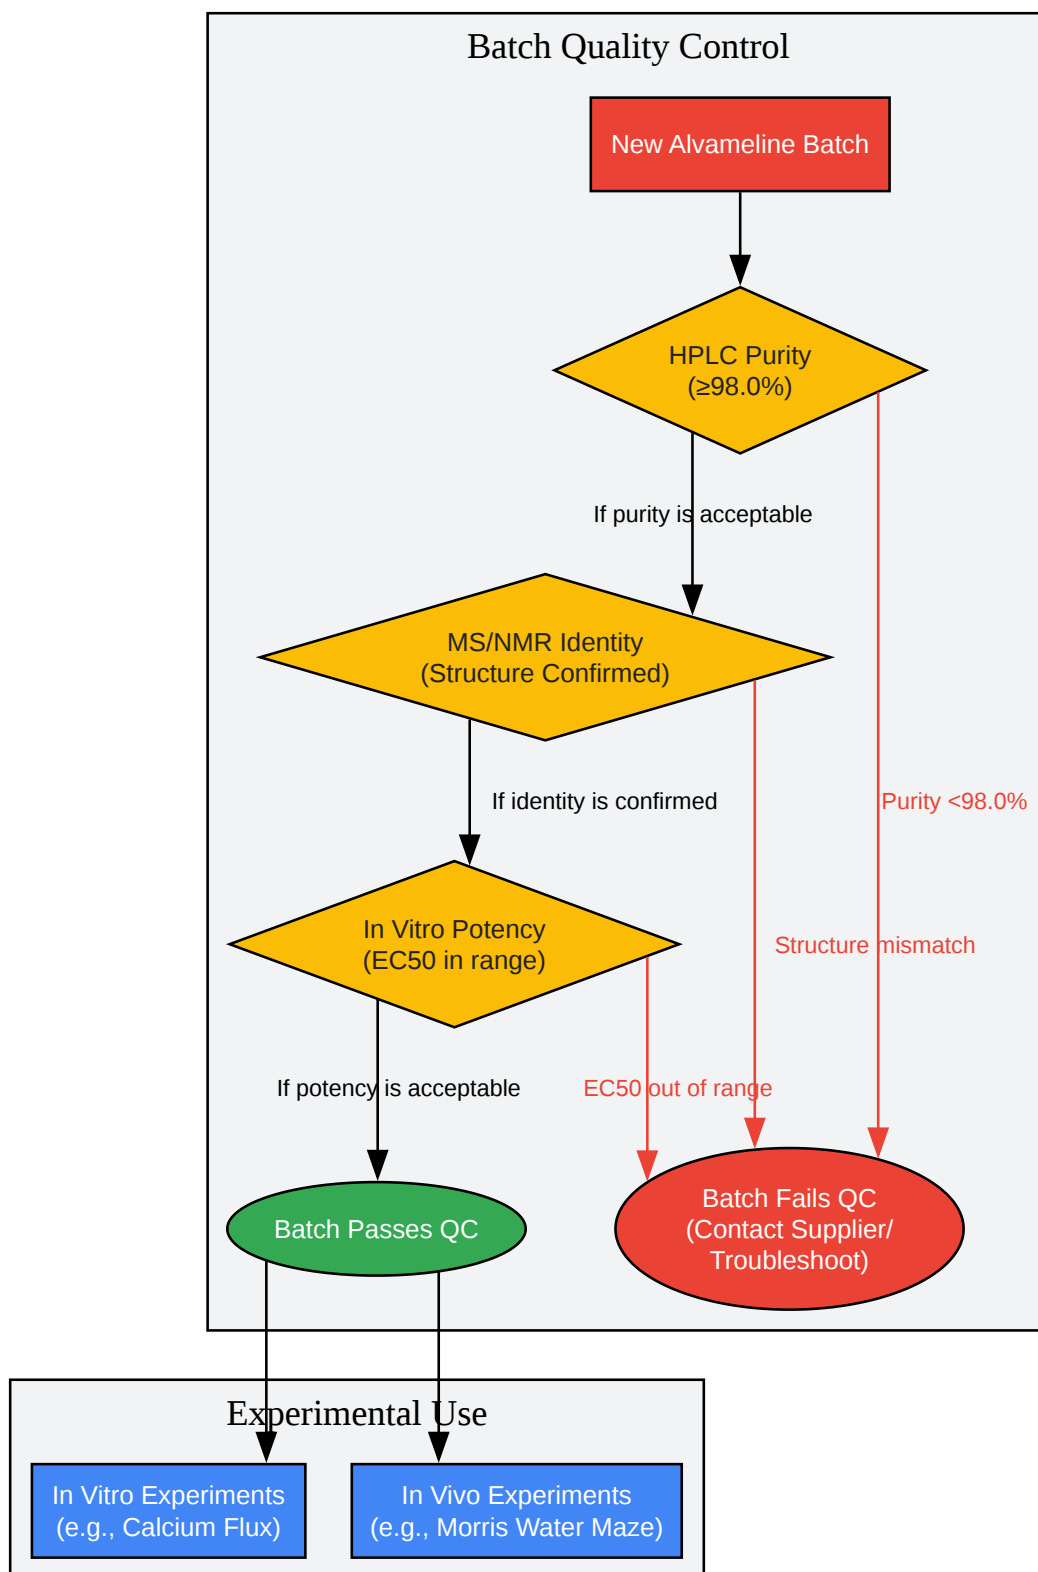 Batch Quality Control
New Alvameline Batch
HPLC Purity
(≥98.0%)
If purity is acceptable
MS/NMR Identity
(Structure Confirmed)
If identity is confirmed
Purity <98.0%
In Vitro Potency
(EC50 in range)
Structure mismatch
If potency is acceptable
EC50 out of range
Batch Passes QC
Batch Fails QC
(Contact Supplier/
Troubleshoot)
Experimental Use
In Vitro Experiments
(e.g., Calcium Flux)
In Vivo Experiments
(e.g., Morris Water Maze)